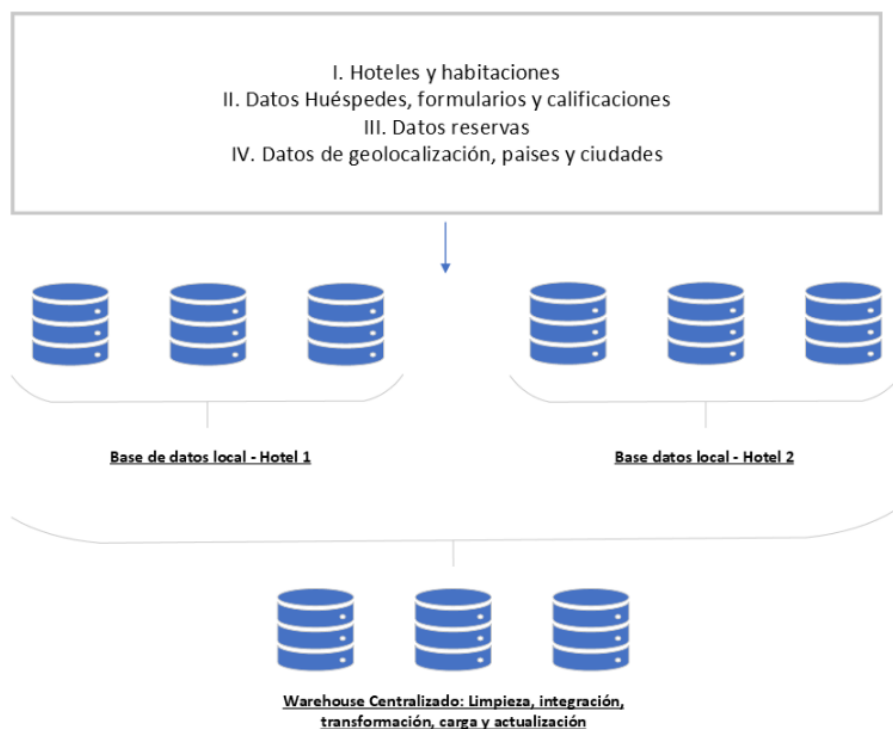 I. Hoteles y habitaciones
II. Datos Huéspedes, formularios y calificaciones
III. Datos reservas
IV. Datos de geolocalización, paises y ciudades
Base de datos local - Hotel 1
Base datos local - Hotel 2
Warehouse Centralizado: Limpieza, integración,
transformación, carga y actualización